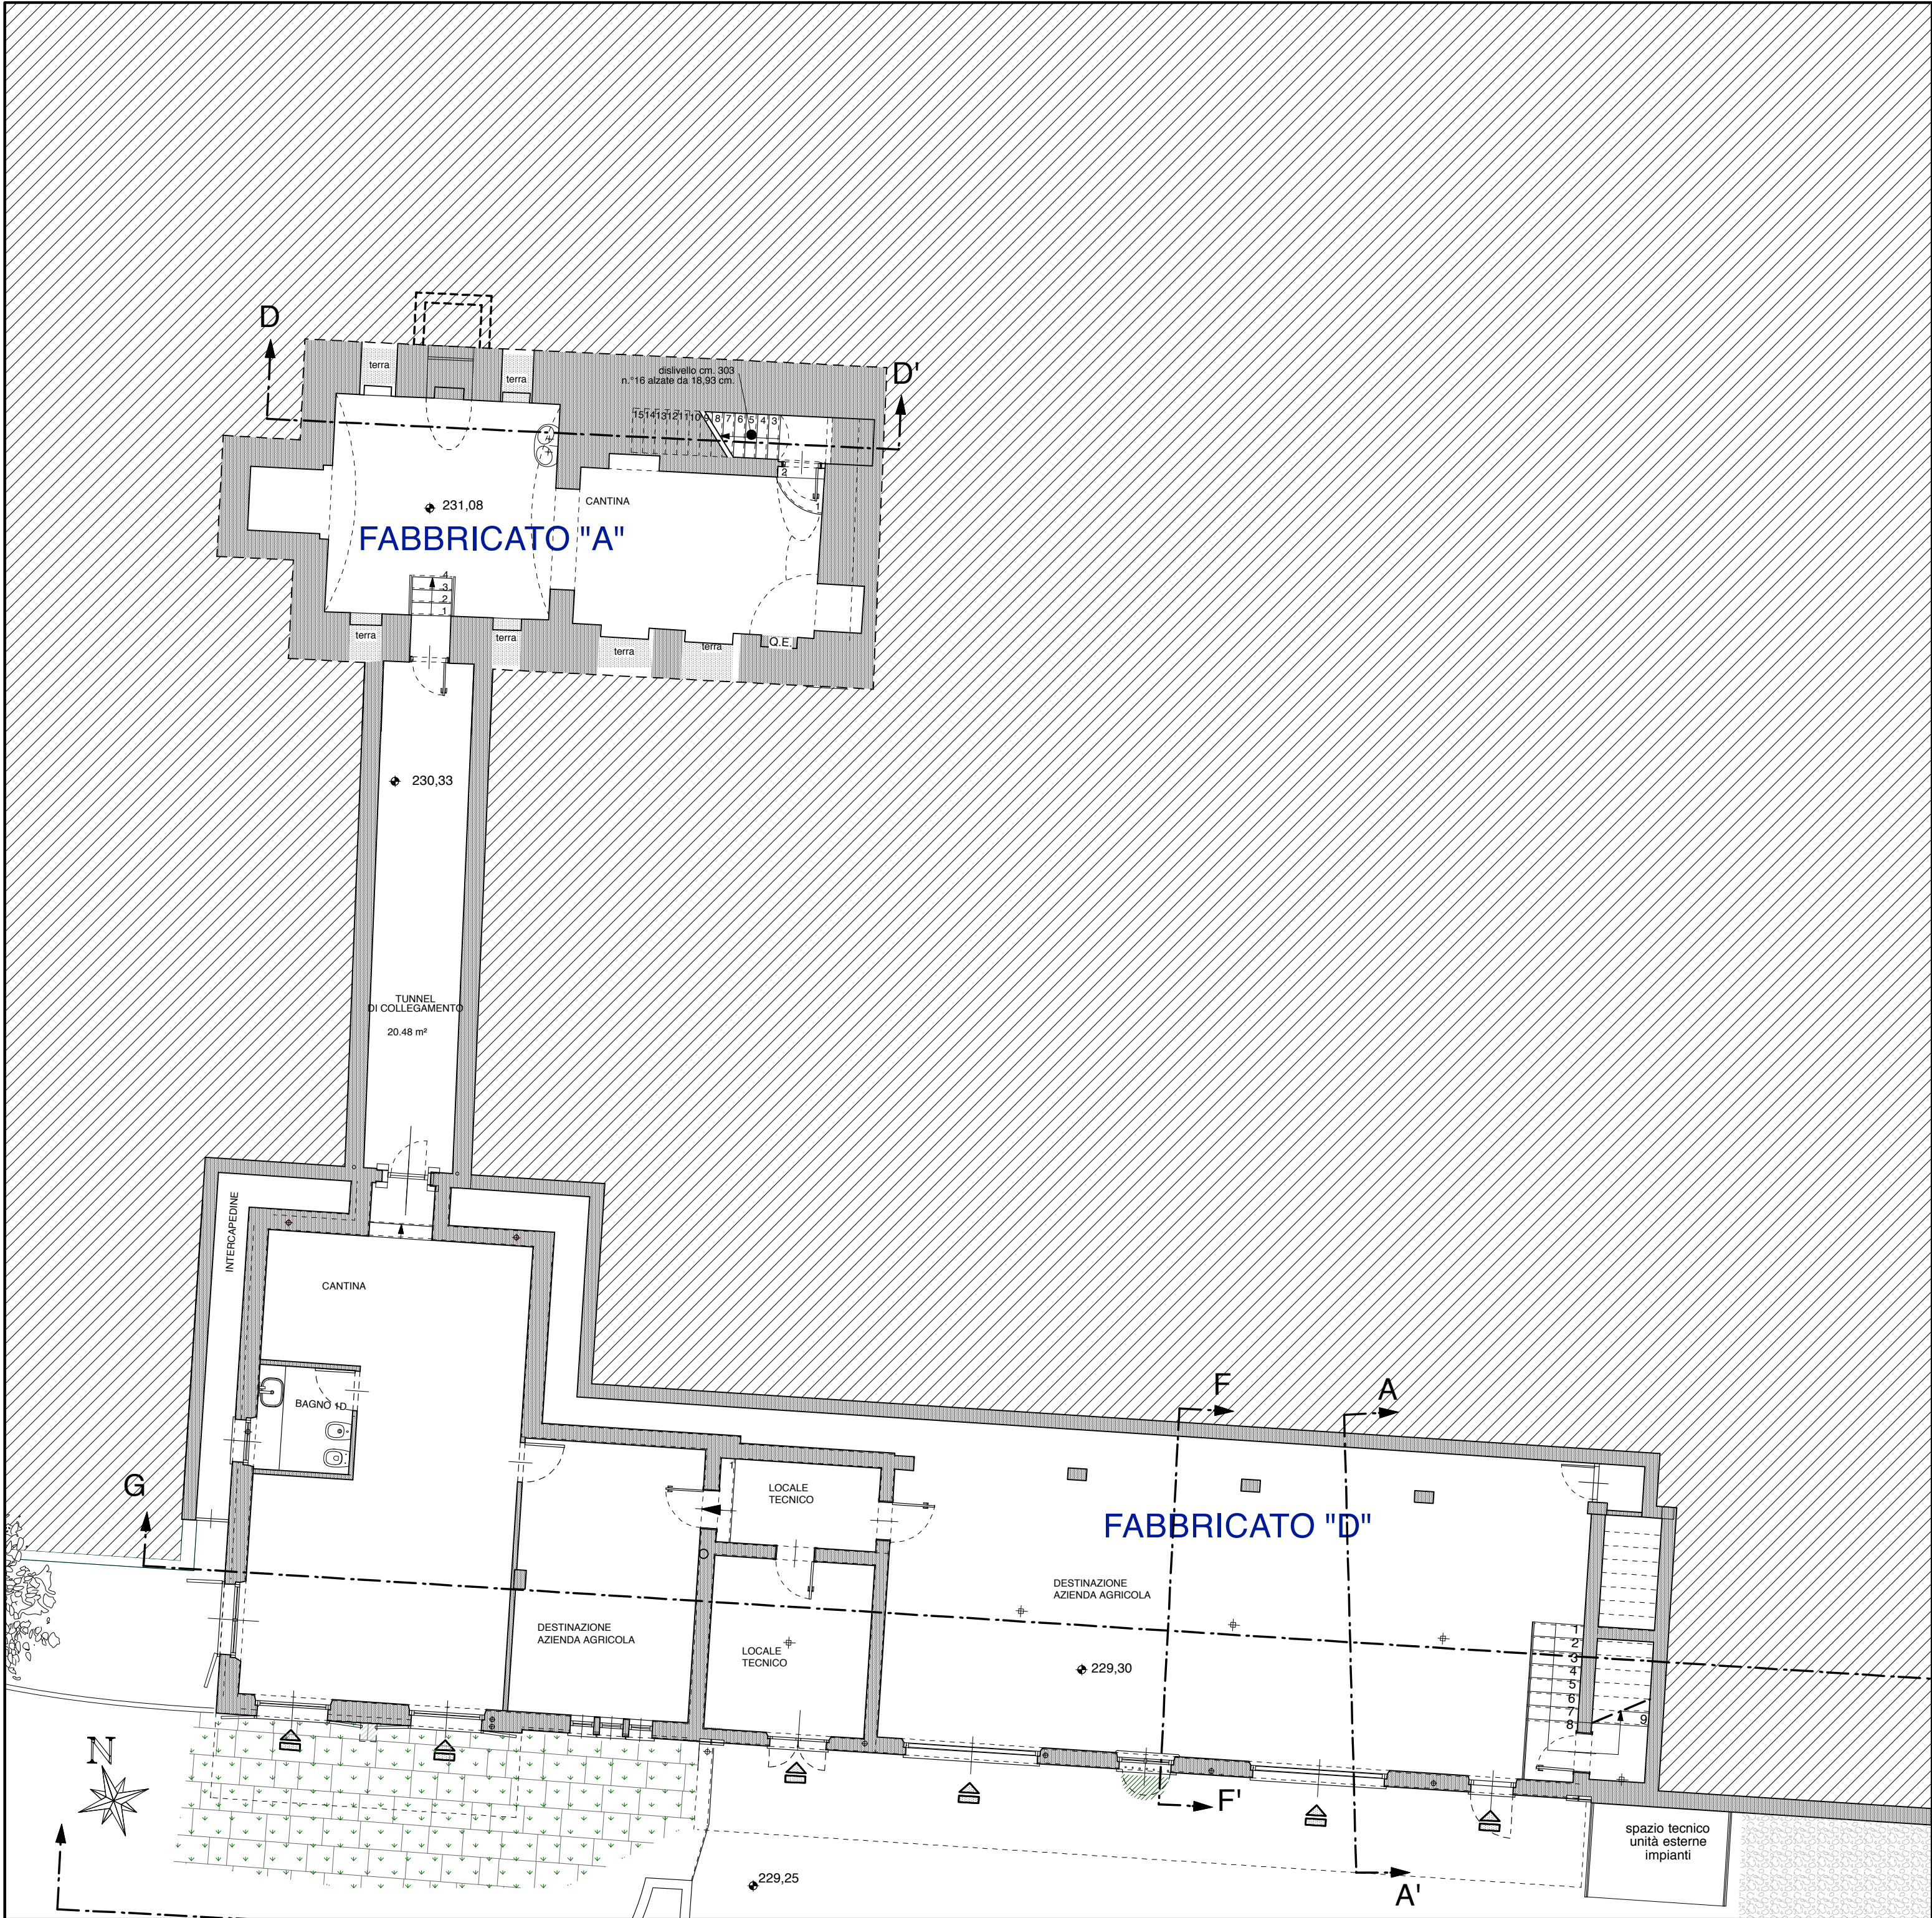 D
terra
terra
dislivello cm. 303
n.°16 alzate da 18,93 cm.
D'
15 14 13 12 11 10 9 8 7 6 5 4 3
2
1
CANTINA
231,08
FABBRICATO "A"
4
3
2
1
terra
terra
terra
terra
Q.E.
230,33
TUNNEL
DI COLLEGAMENTO
20.48 m²
INTERCAPEDINE
CANTINA
BAGNO 1D
F
A
G
1
LOCALE
TECNICO
FABBRICATO "D"
DESTINAZIONE
AZIENDA AGRICOLA
DESTINAZIONE
AZIENDA AGRICOLA
LOCALE
TECNICO
229,30
1
2
3
4
5
6
7
8
9
N
F'
spazio tecnico
unità esterne
impianti
229,25
A'